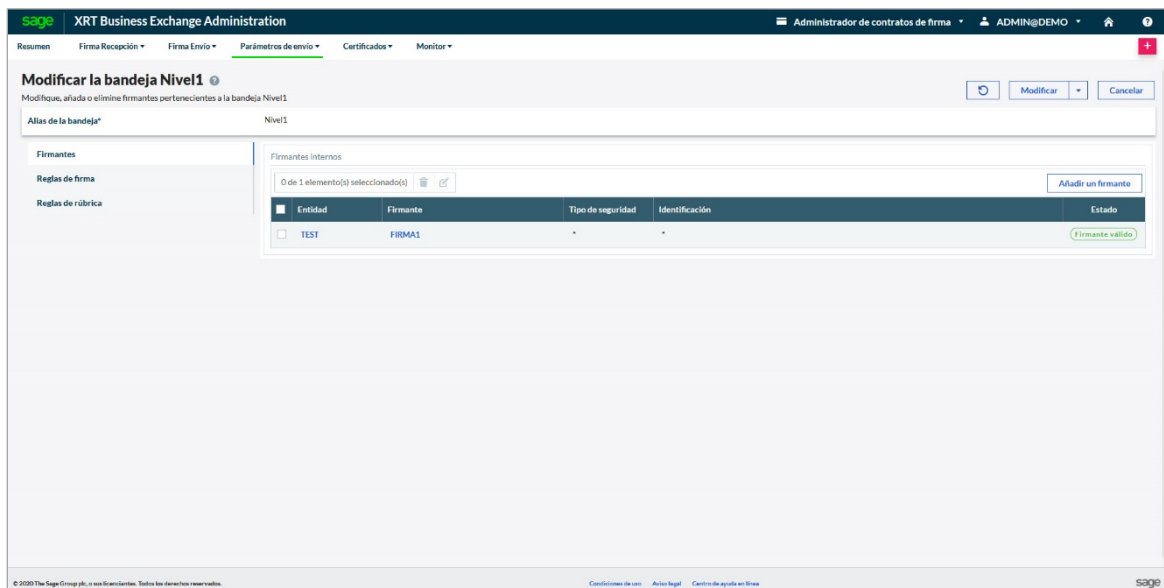 sage XRT Business Exchange Administration Administrador de contratos de firma ADMIN@DEMO
Resumen Firma Recepción Firma Envío Parámetros de envío Certificados Monitor +
Modificar la bandeja Nivel1 ?
Modifique, añada o elimine firmantes pertenecientes a la bandeja Nivel1
Modificar Cancelar
Alias de la bandeja* Nivel1
Firmantes
Reglas de firma
Reglas de rúbrica
Firmantes internos
0 de 1 elemento(s) seleccionado(s) Añadir un firmante
Entidad Firmante Tipo de seguridad Identificación Estado
TEST FIRMA1 * * Firmante válido
© 2020 The Sage Group plc, o sus licenciantes. Todos los derechos reservados. Condiciones de uso Aviso legal Centro de ayuda en línea sage